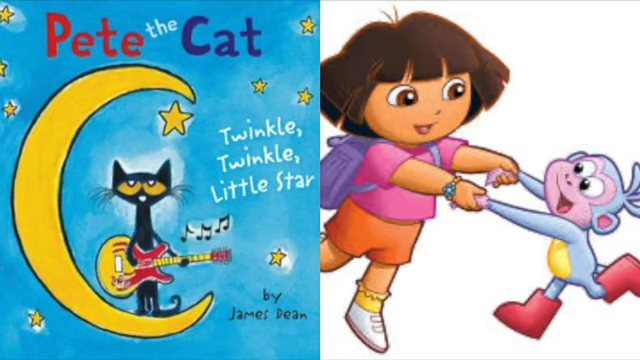 Pete the Cat
Twinkle,
Twinkle,
Little Star
by
James Dean